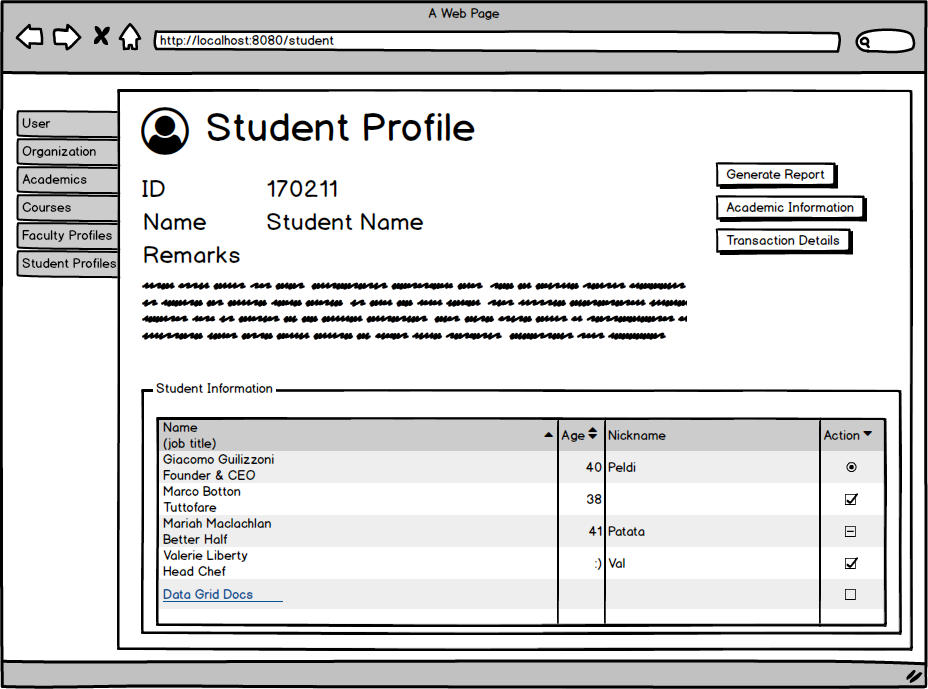 A Web Page
http://localhost:8080/student
User
Organization
Academics
Courses
Faculty Profiles
Student Profiles
Student Profile
ID 170211
Name Student Name
Remarks
Generate Report
Academic Information
Transaction Details
Student Information
Name
(job title) Age Nickname Action
Giacomo Guilizzoni
Founder & CEO 40 Peldi
Marco Botton
Tuttofare 38
Mariah Maclachlan
Better Half 41 Patata
Valerie Liberty
Head Chef :) Val
Data Grid Docs